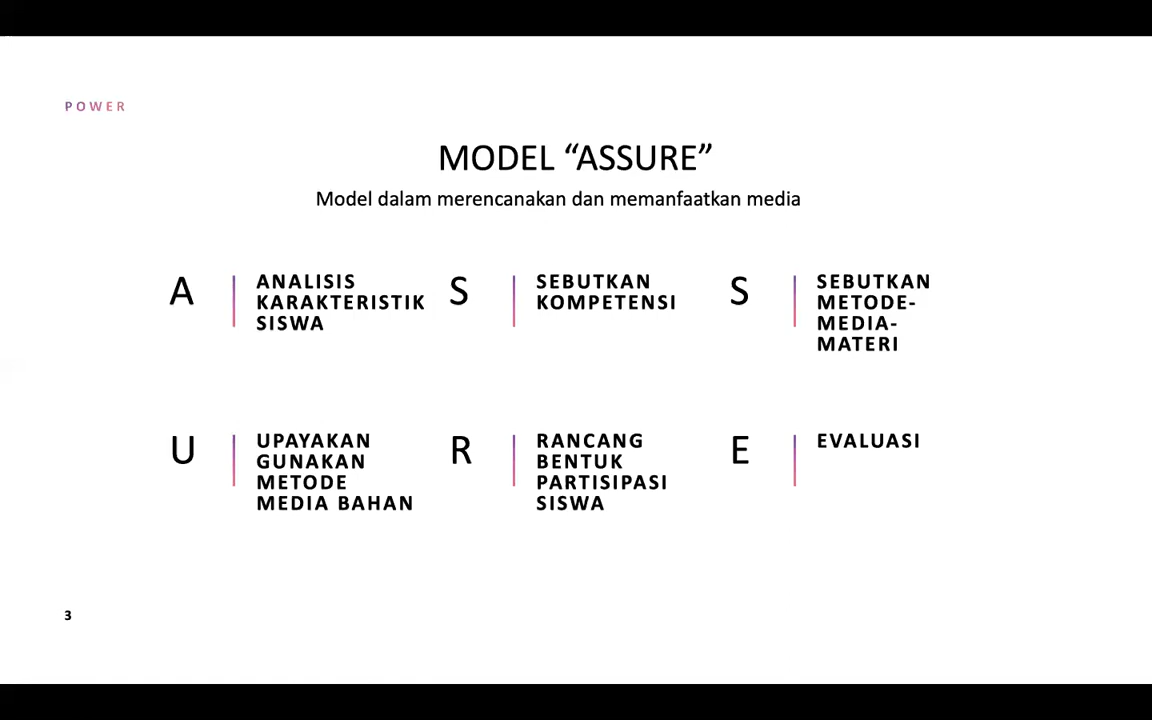 POWER
MODEL “ASSURE”
Model dalam merencanakan dan memanfaatkan media
A
ANALISIS
KARAKTERISTIK
SISWA
S
SEBUTKAN
KOMPETENSI
S
SEBUTKAN
METODE-
MEDIA-
MATERI
U
UPAYAKAN
GUNAKAN
METODE
MEDIA BAHAN
R
RANCANG
BENTUK
PARTISIPASI
SISWA
E
EVALUASI
3